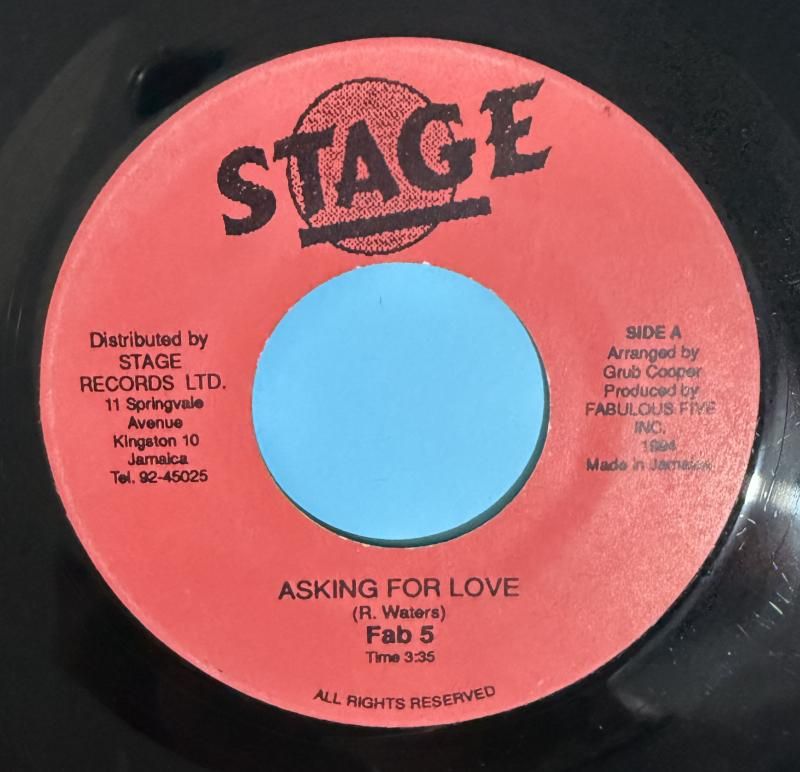 STAGE
Distributed by
STAGE
RECORDS LTD.
11 Springvale
Avenue
Kingston 10
Jamaica
Tel. 92-45025
SIDE A
Arranged by
Grub Cooper
Produced by
FABULOUS FIVE
INC.
1994
Made in Jamaica
ASKING FOR LOVE
(R. Waters)
Fab 5
Time 3:35
ALL RIGHTS RESERVED